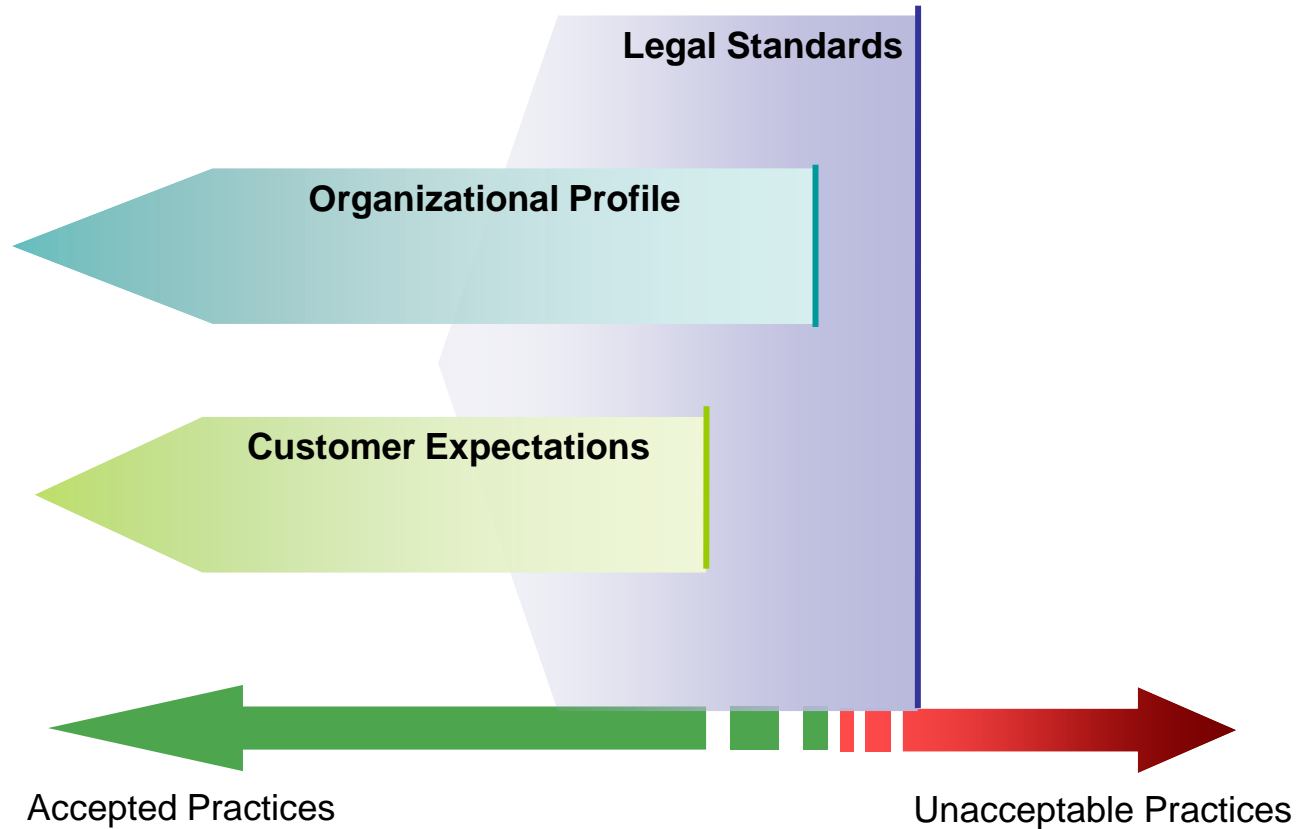 Legal Standards
Organizational Profile
Customer Expectations
Accepted Practices
Unacceptable Practices